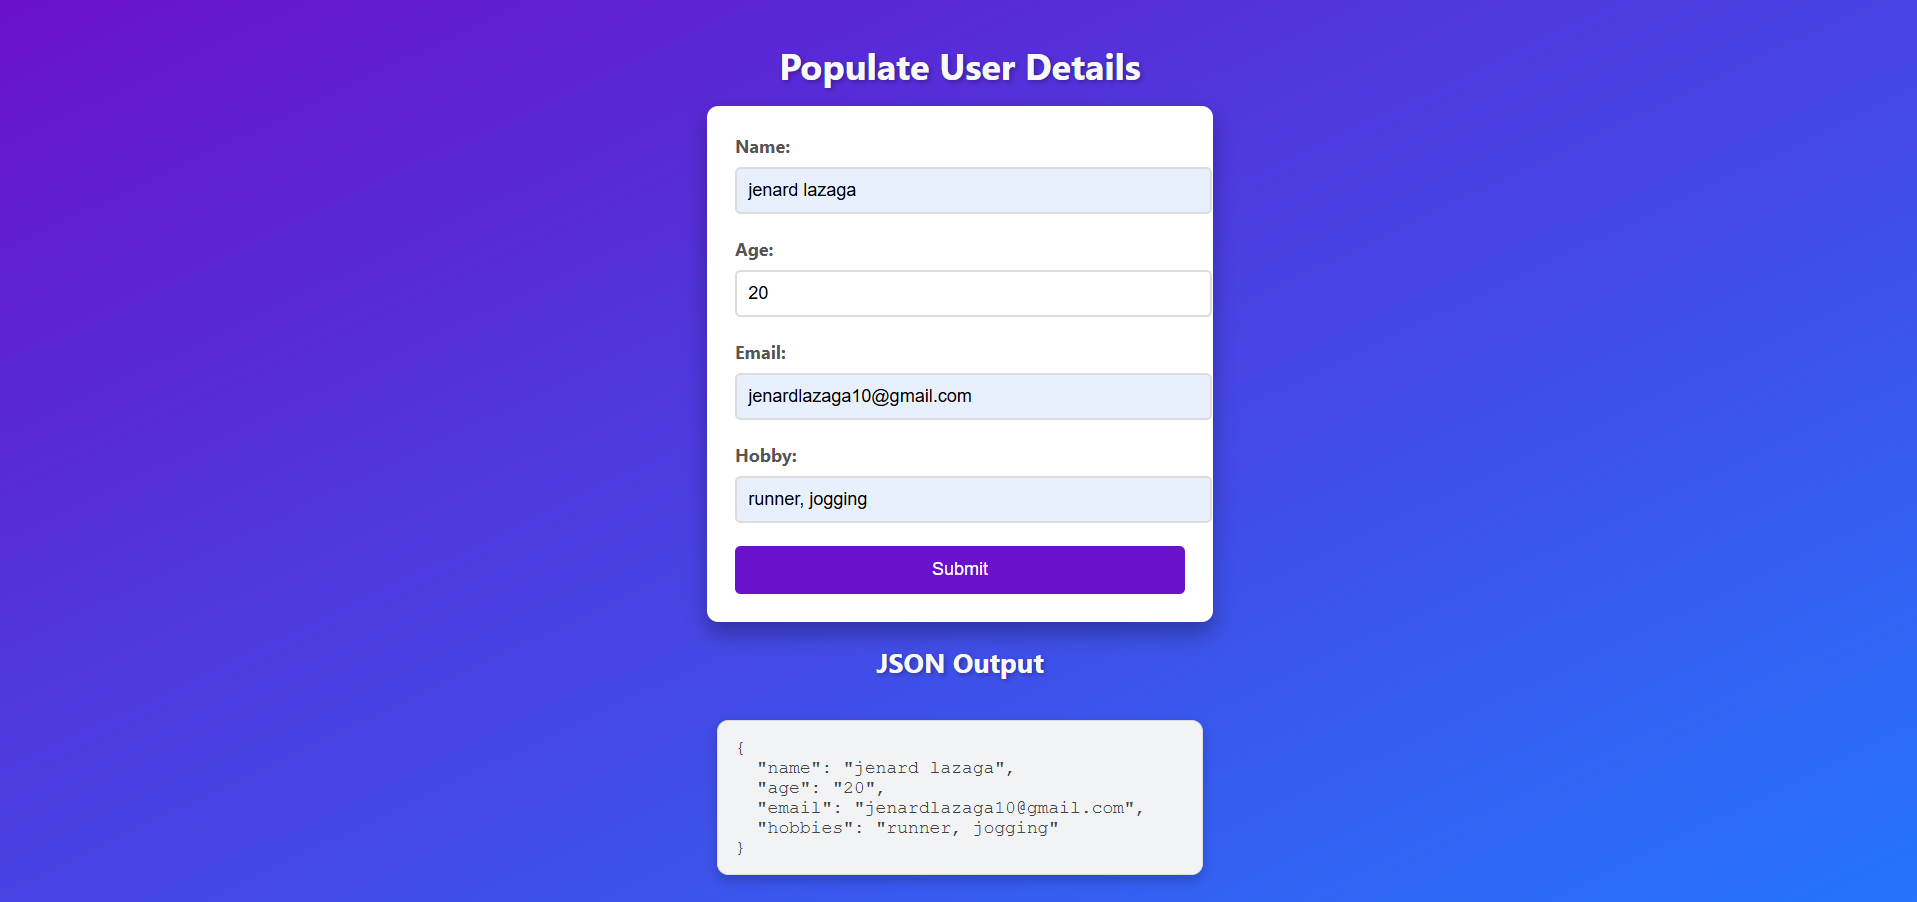 Populate User Details
Name:
jenard lazaga
Age:
20
Email:
jenardlazaga10@gmail.com
Hobby:
runner, jogging
Submit
JSON Output
{
  "name": "jenard lazaga",
  "age": "20",
  "email": "jenardlazaga10@gmail.com",
  "hobbies": "runner, jogging"
}